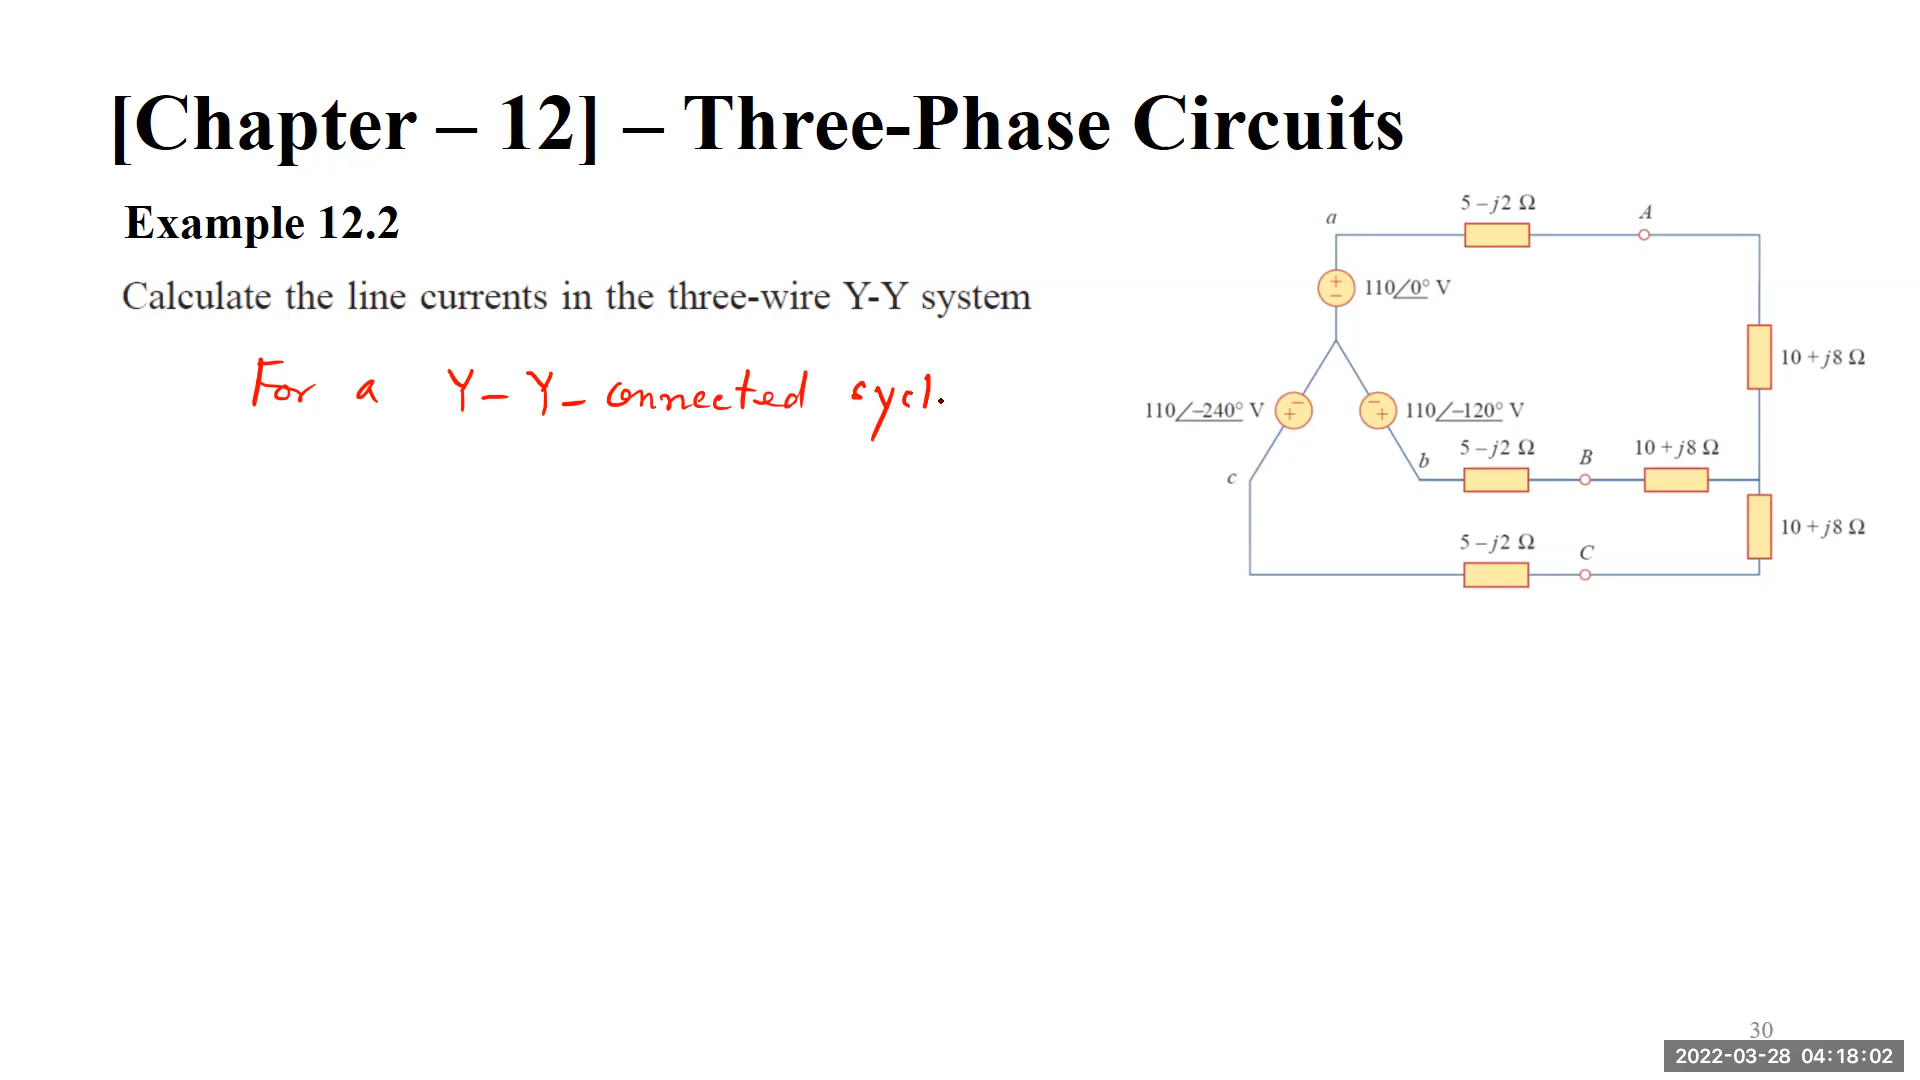 [Chapter – 12] – Three-Phase Circuits
Example 12.2
Calculate the line currents in the three-wire Y-Y system
For a Y-Y-connected
5 – j2 Ω
a
A
110∠0° V
10 + j8 Ω
110∠–240° V
110∠–120° V
5 – j2 Ω
B
10 + j8 Ω
b
c
5 – j2 Ω
C
10 + j8 Ω
30
2022-03-28 04:18:02